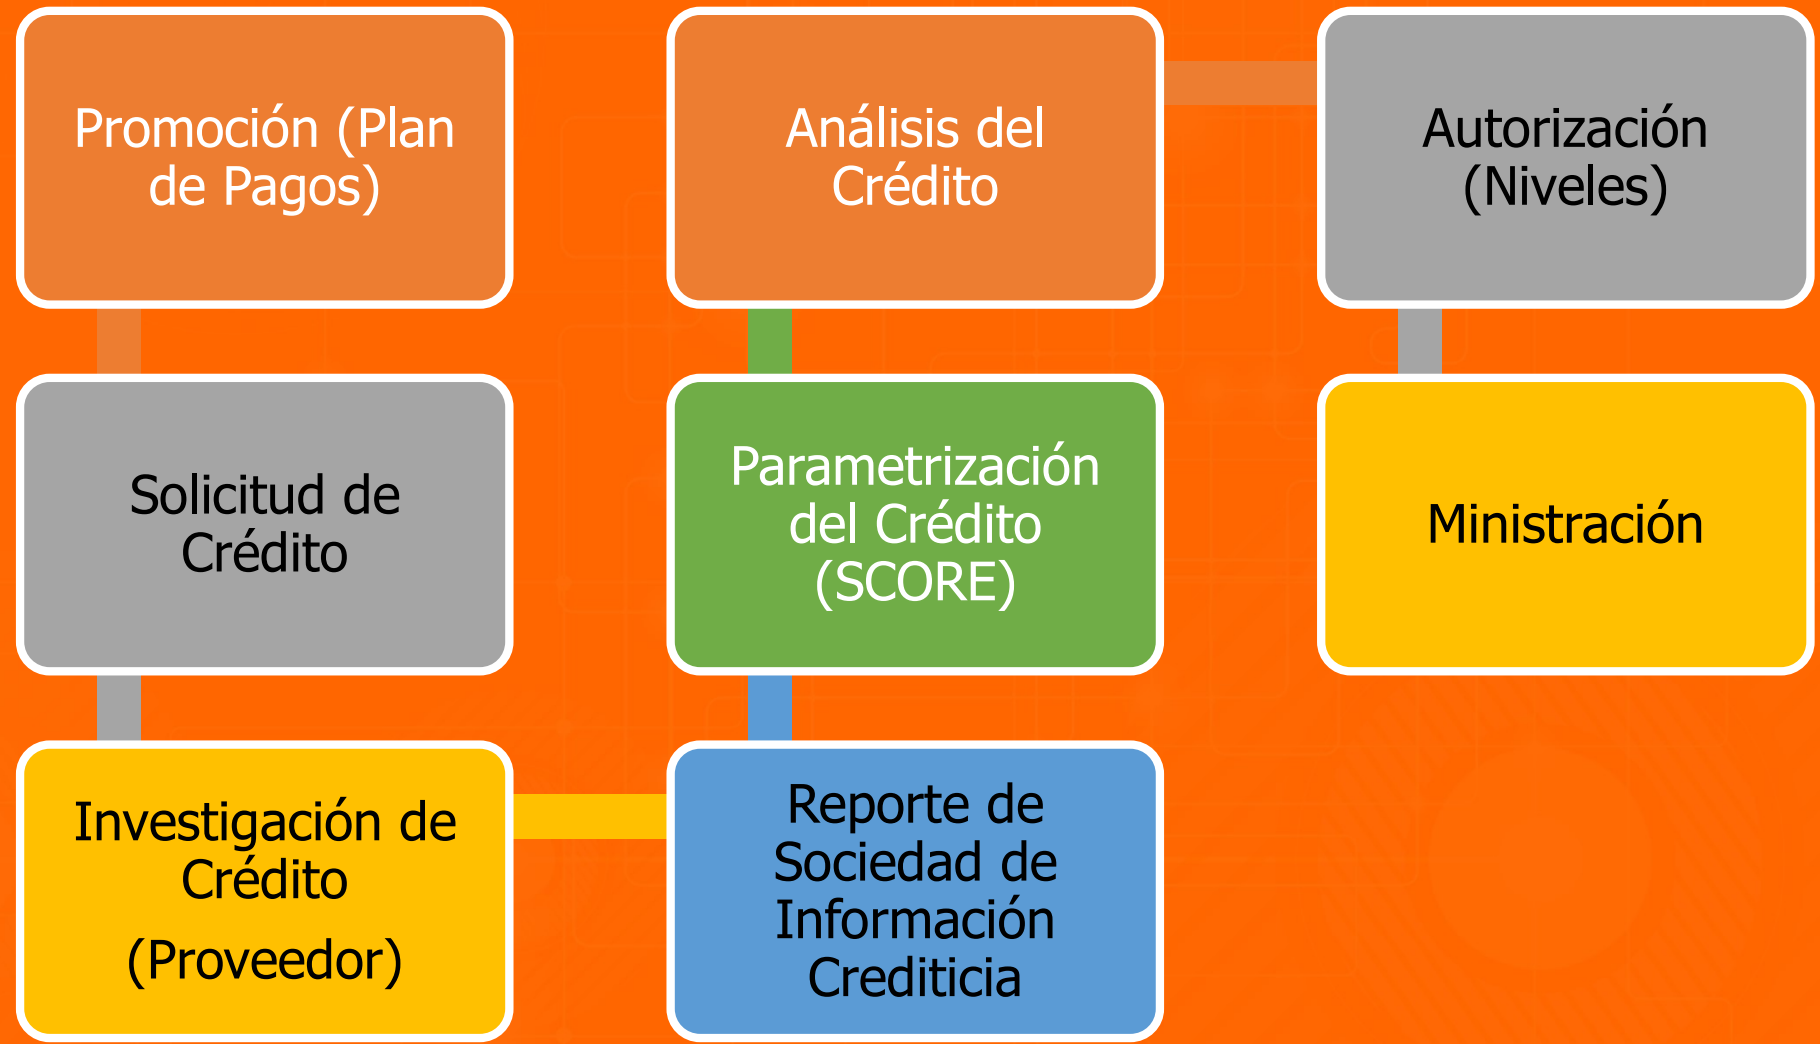 Promoción (Plan
de Pagos)
Solicitud de
Crédito
Investigación de
Crédito
(Proveedor)
Reporte de
Sociedad de
Información
Crediticia
Parametrización
del Crédito
(SCORE)
Análisis del
Crédito
Autorización
(Niveles)
Ministración